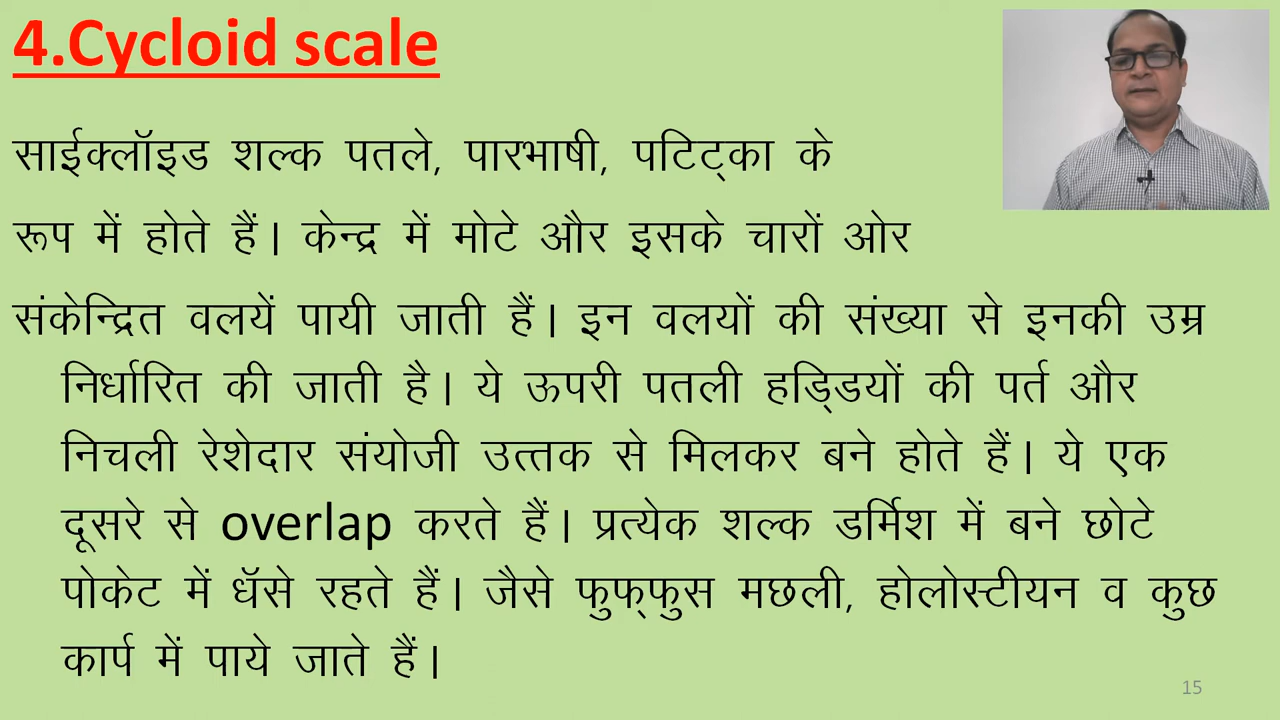 4.Cycloid scale
साईक्लॉइड शल्क पतले, पारभाषी, पटिट्का के
रूप में होते हैं। केन्द्र में मोटे और इसके चारों ओर
संकेन्द्रित वलयें पायी जाती हैं। इन वलयों की संख्या से इनकी उम्र
निर्धारित की जाती है। ये ऊपरी पतली हडि्डयों की पर्त और
निचली रेशेदार संयोजी उत्तक से मिलकर बने होते हैं। ये एक
दूसरे से overlap करते हैं। प्रत्येक शल्क डर्मिश में बने छोटे
पोकेट में धॅसे रहते हैं। जैसे फुफ्फुस मछली, होलोस्टीयन व कुछ
कार्प में पाये जाते हैं।
15